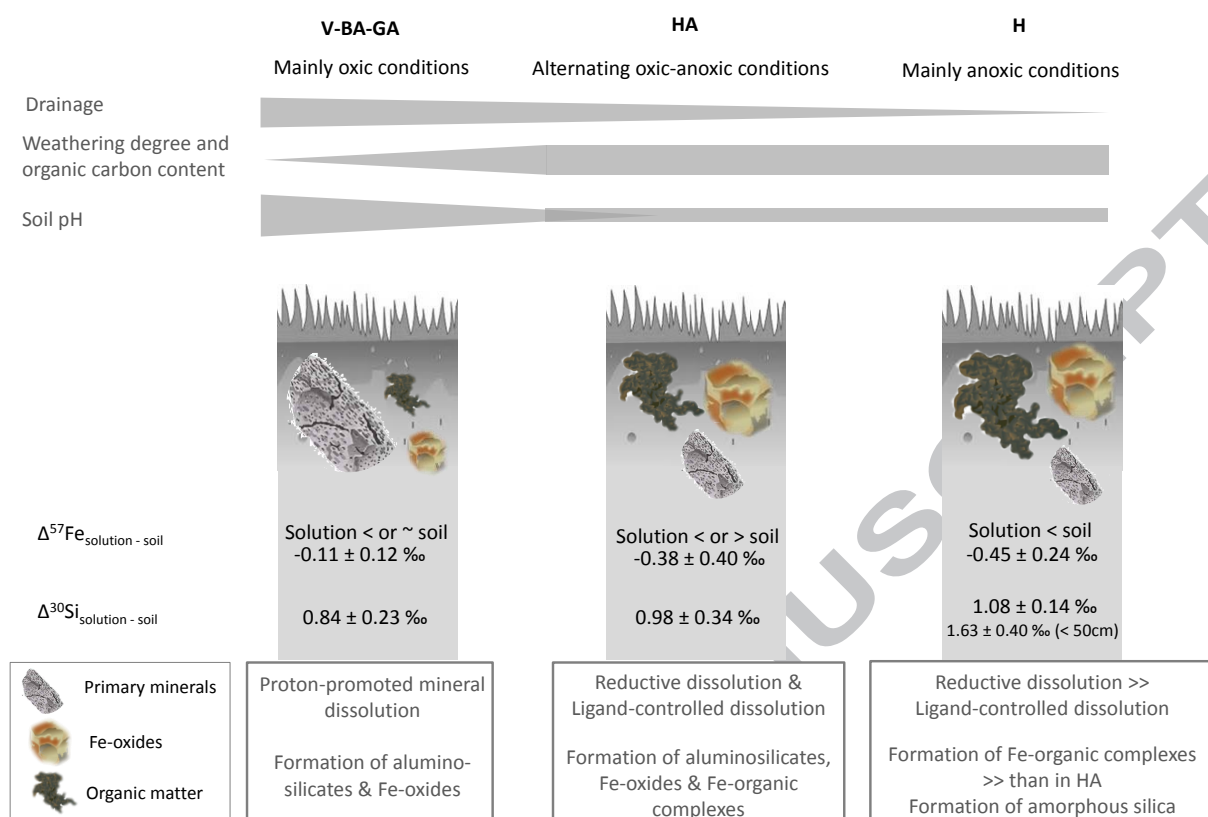 V-BA-GA
HA
H
Mainly oxic conditions
Alternating oxic-anoxic conditions
Mainly anoxic conditions
Drainage
Weathering degree and
organic carbon content
Soil pH
Δ⁵⁷Fe solution - soil
Solution < or ~ soil
-0.11 ± 0.12 ‰
Solution < or > soil
-0.38 ± 0.40 ‰
Solution < soil
-0.45 ± 0.24 ‰
Δ³⁰Si solution - soil
0.84 ± 0.23 ‰
0.98 ± 0.34 ‰
1.08 ± 0.14 ‰
1.63 ± 0.40 ‰ (< 50cm)
Primary minerals
Fe-oxides
Organic matter
Proton-promoted mineral
dissolution
Formation of alumino-
silicates & Fe-oxides
Reductive dissolution &
Ligand-controlled dissolution
Formation of aluminosilicates,
Fe-oxides & Fe-organic
complexes
Reductive dissolution >>
Ligand-controlled dissolution
Formation of Fe-organic complexes
>> than in HA
Formation of amorphous silica